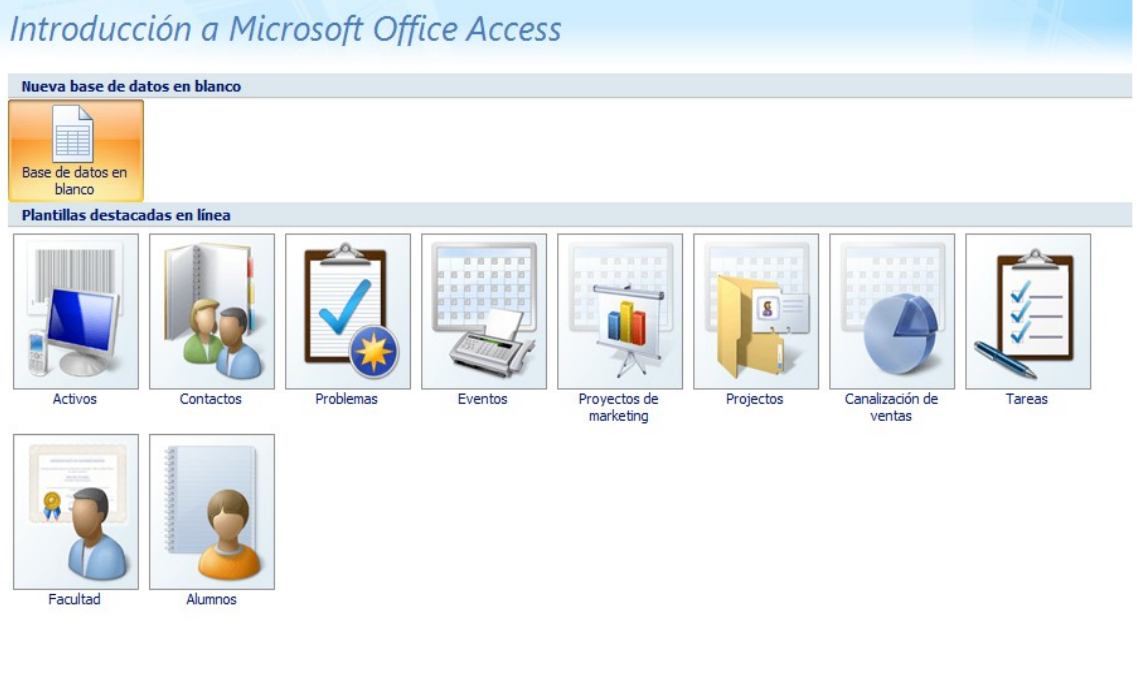 Introducción a Microsoft Office Access
Nueva base de datos en blanco
Base de datos en
blanco
Plantillas destacadas en línea
Activos
Contactos
Problemas
Eventos
Proyectos de
marketing
Projectos
Canalización de
ventas
Tareas
Facultad
Alumnos